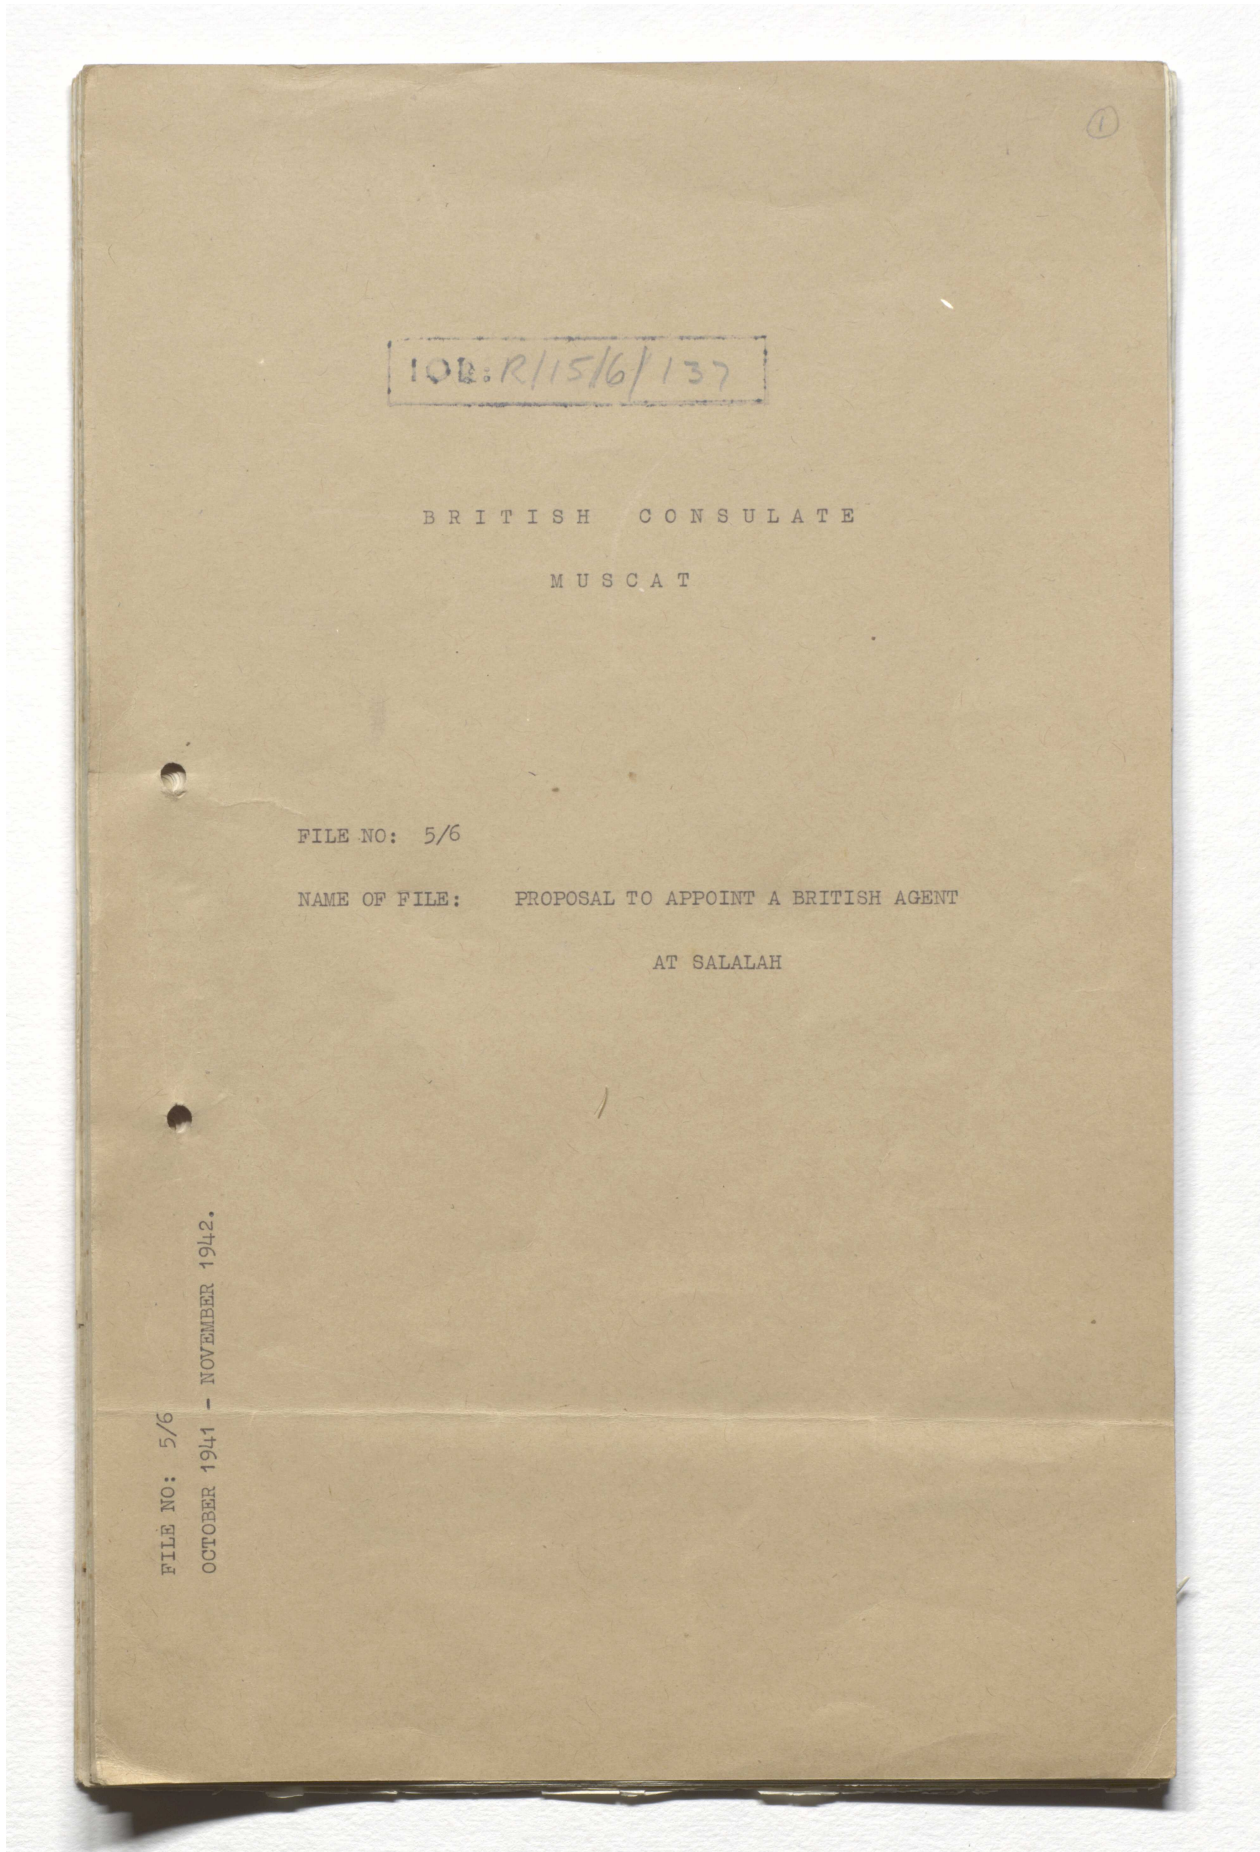 1
IOR: R/15/6/137
BRITISH CONSULATE
MUSCAT
FILE NO: 5/6
NAME OF FILE: PROPOSAL TO APPOINT A BRITISH AGENT
AT SALALAH
FILE NO: 5/6
OCTOBER 1941 - NOVEMBER 1942.